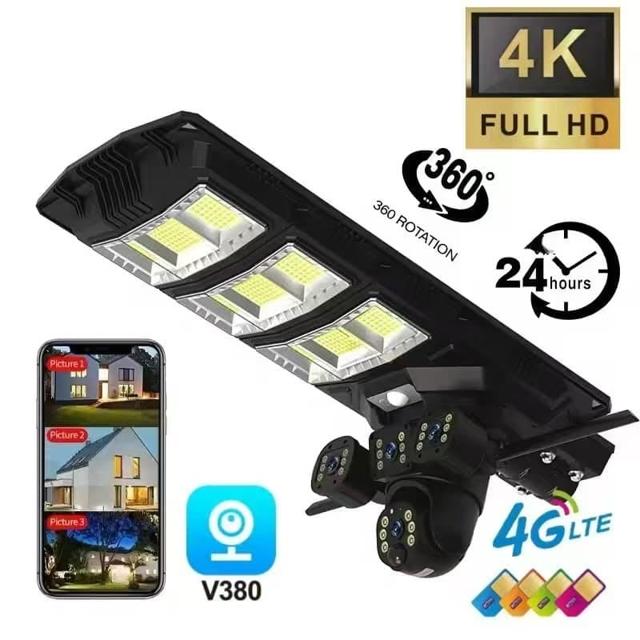 4K
FULL HD
360°
360 ROTATION
24 hours
Picture 1
Picture 2
Picture 3
V380
4G LTE